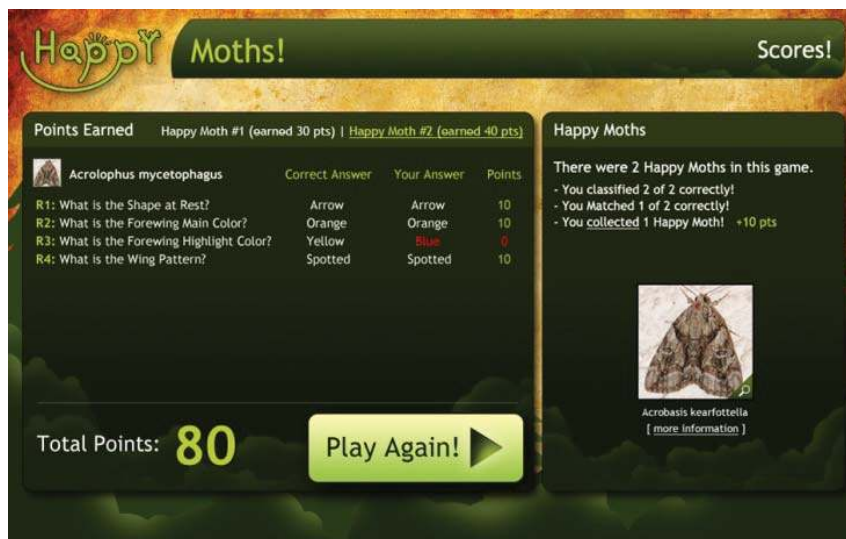 Happy Moths!
Scores!
Points Earned Happy Moth #1 (earned 30 pts) | Happy Moth #2 (earned 40 pts)
Acrolophus mycetophagus Correct Answer Your Answer Points
R1: What is the Shape at Rest? Arrow Arrow 10
R2: What is the Forewing Main Color? Orange Orange 10
R3: What is the Forewing Highlight Color? Yellow Blue 0
R4: What is the Wing Pattern? Spotted Spotted 10
Total Points: 80
Play Again!
Happy Moths
There were 2 Happy Moths in this game.
- You classified 2 of 2 correctly!
- You Matched 1 of 2 correctly!
- You collected 1 Happy Moth! +10 pts
Acrobasis kearfottella
[ more information ]